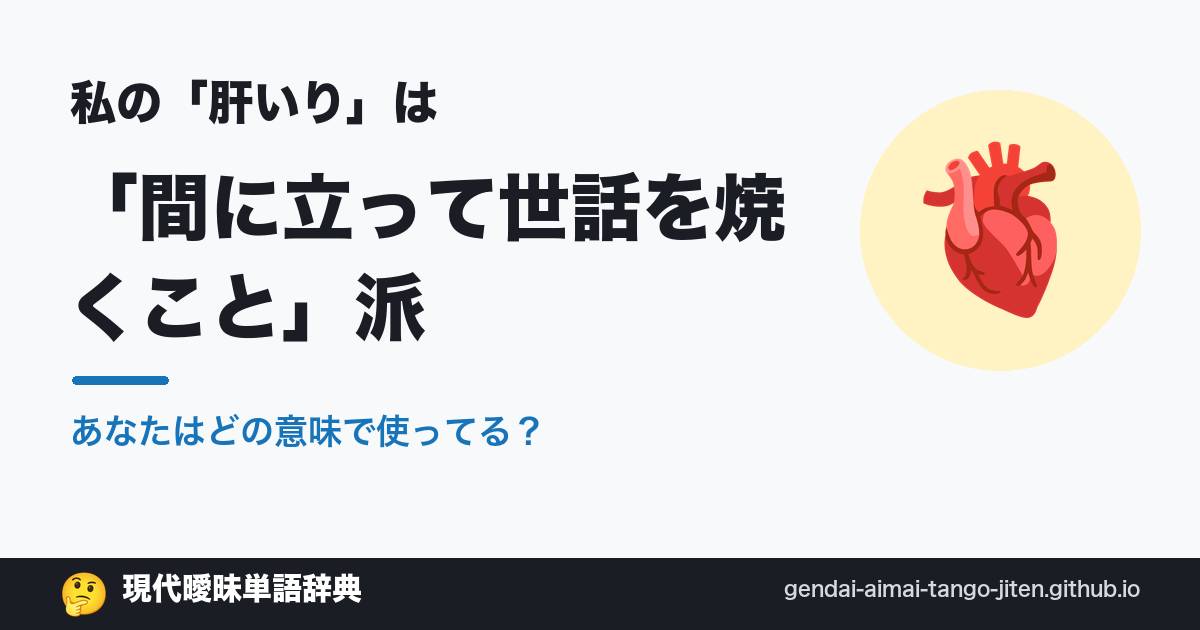 私の「肝いり」は
「間に立って世話を焼
くこと」派
あなたはどの意味で使ってる？
現代曖昧単語辞典
gendai-aimai-tango-jiten.github.io